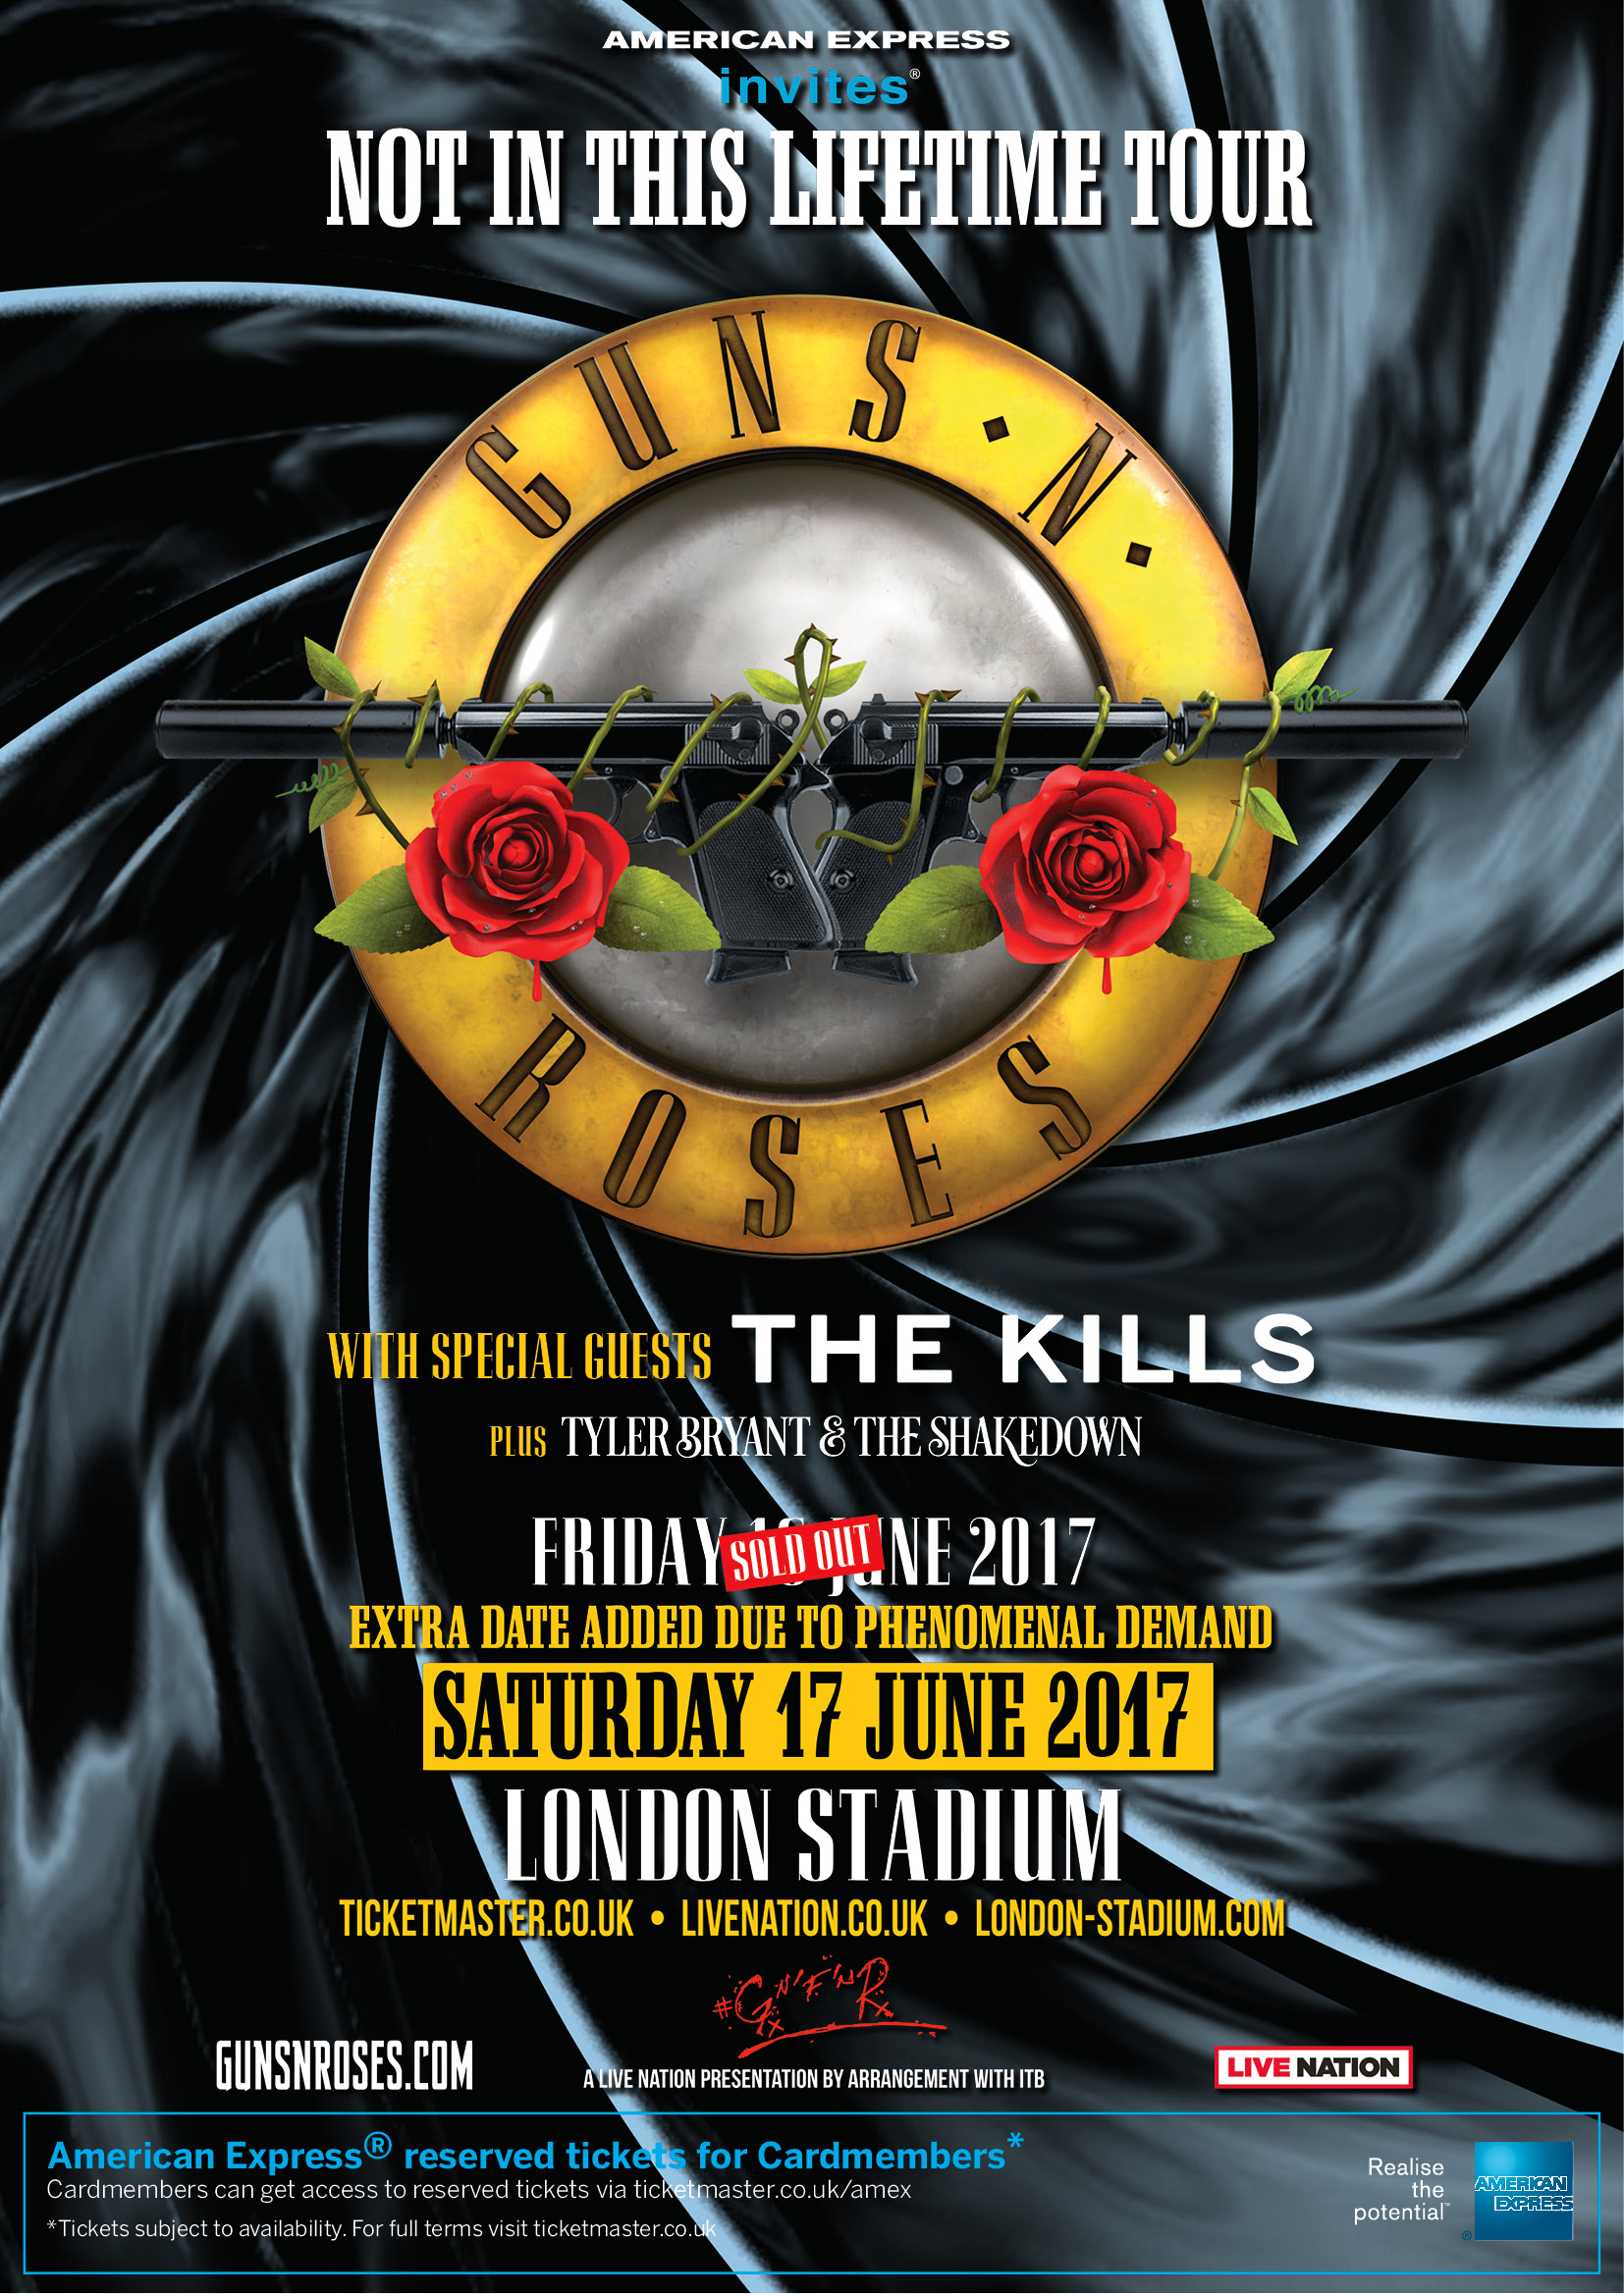 AMERICAN EXPRESS
invites®
NOT IN THIS LIFETIME TOUR
GUNS · N ·
ROSES
WITH SPECIAL GUESTS THE KILLS
PLUS TYLER BRYANT & THE SHAKEDOWN
FRIDAY 16 JUNE 2017
SOLD OUT
EXTRA DATE ADDED DUE TO PHENOMENAL DEMAND
SATURDAY 17 JUNE 2017
LONDON STADIUM
TICKETMASTER.CO.UK • LIVENATION.CO.UK • LONDON-STADIUM.COM
#GN'F'N'R
GUNSNROSES.COM
A LIVE NATION PRESENTATION BY ARRANGEMENT WITH ITB
LIVE NATION
American Express® reserved tickets for Cardmembers*
Cardmembers can get access to reserved tickets via ticketmaster.co.uk/amex
*Tickets subject to availability. For full terms visit ticketmaster.co.uk
Realise
the
potential™
AMERICAN
EXPRESS
®